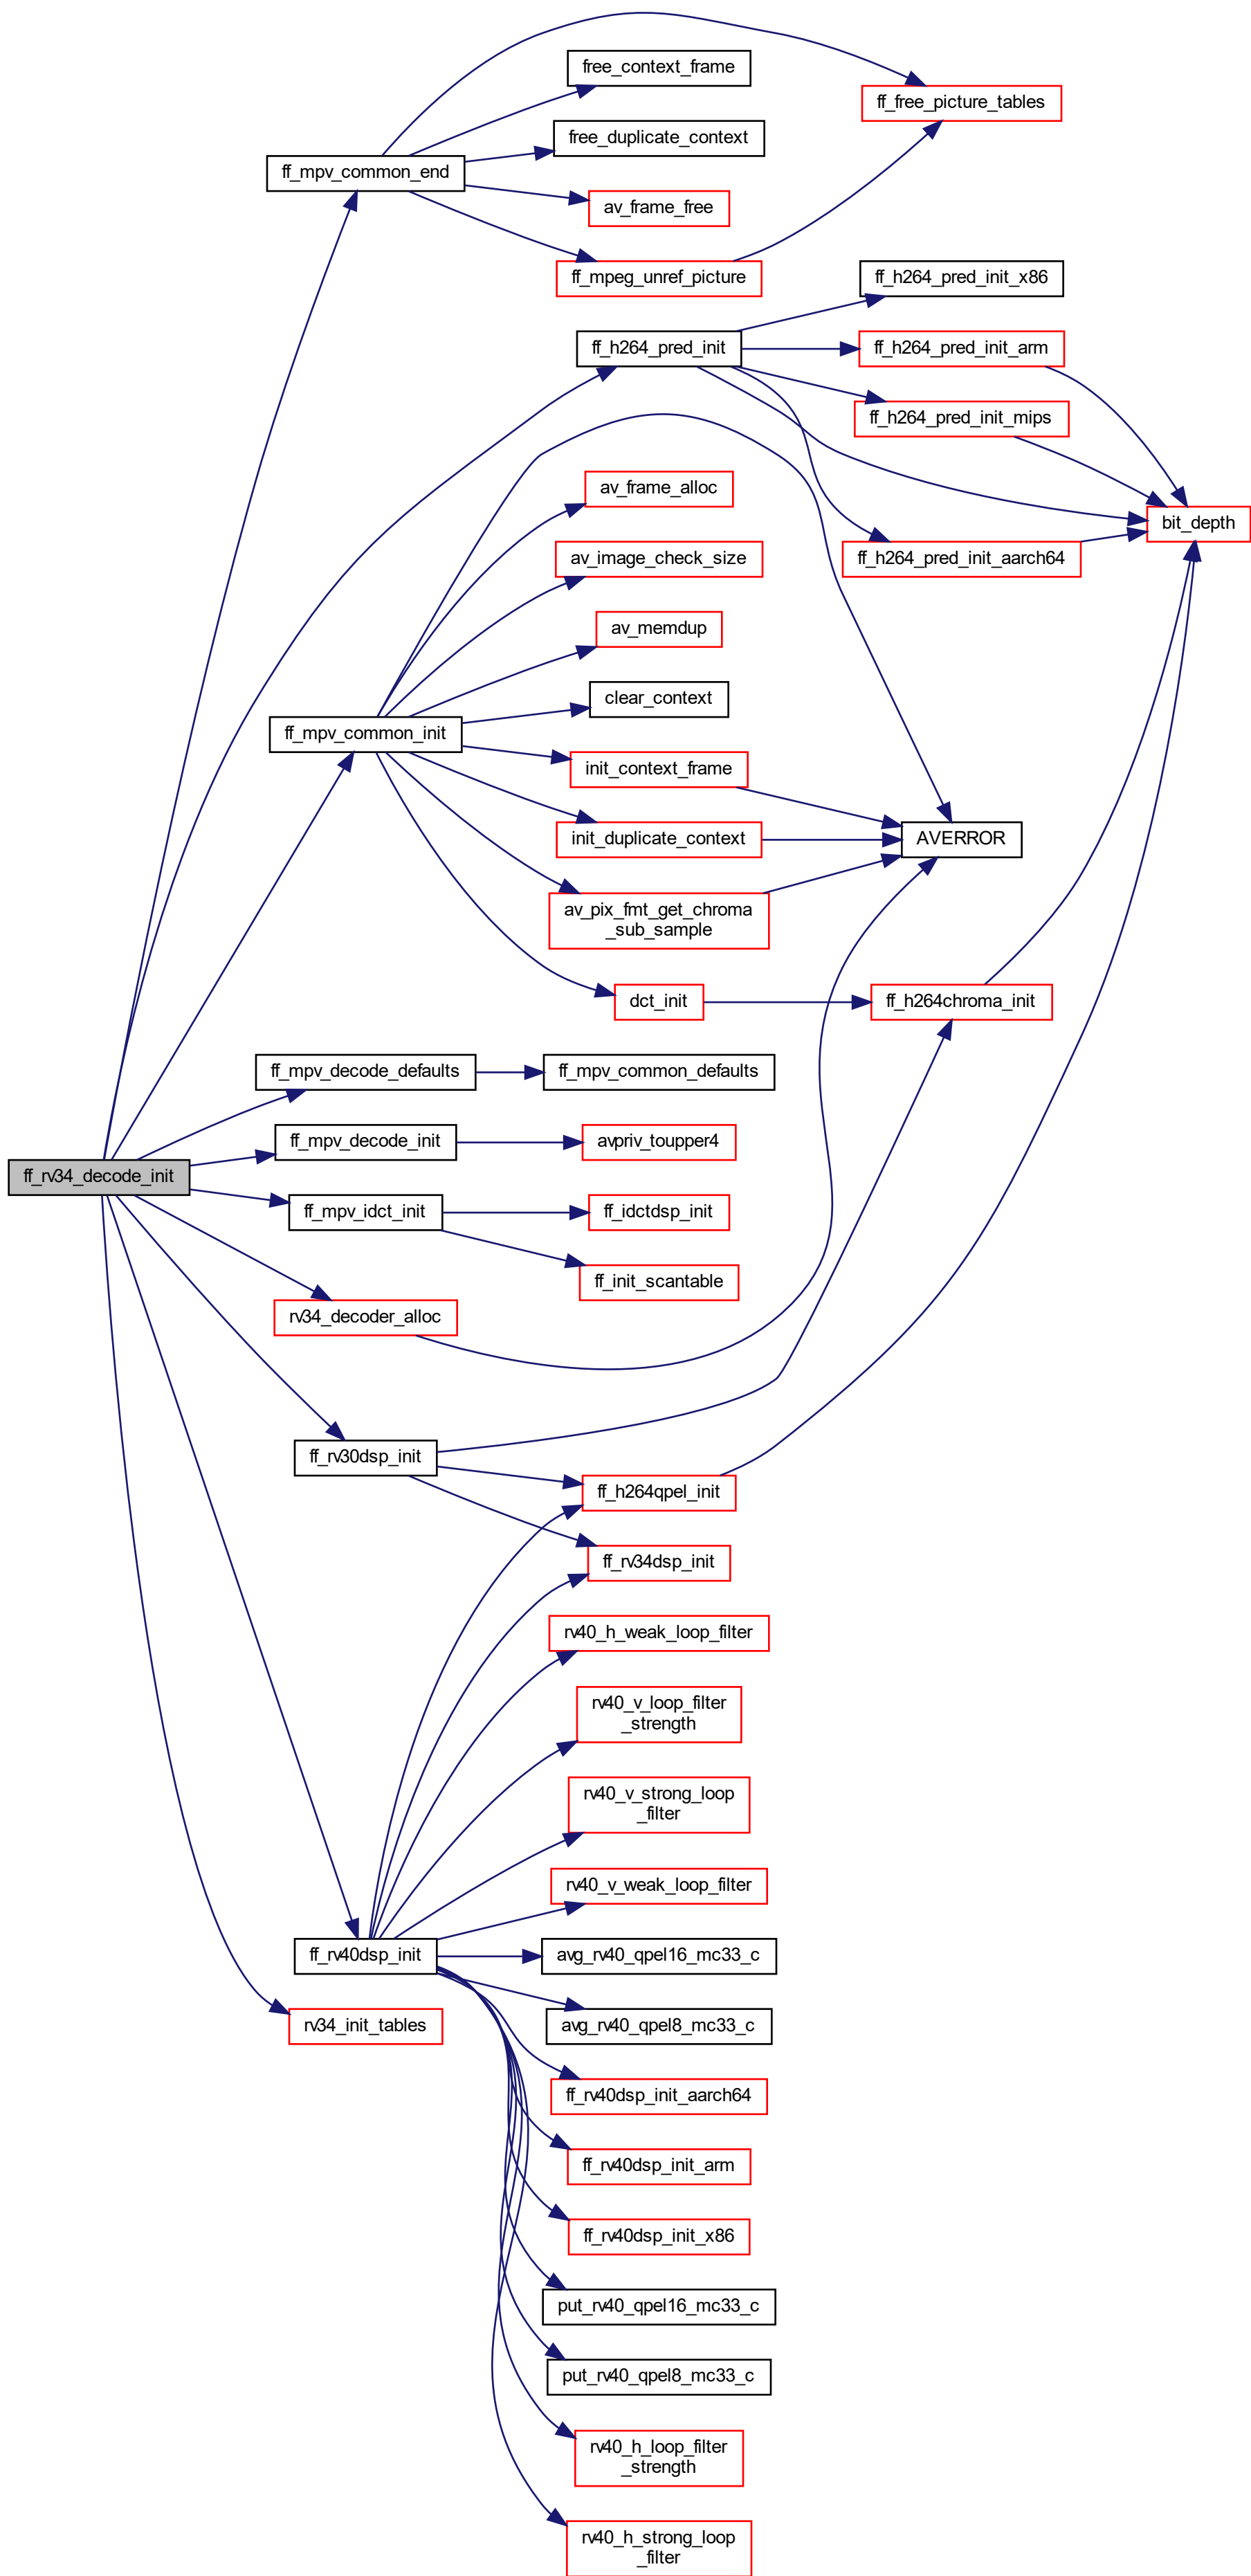 free_context_frame
ff_free_picture_tables
free_duplicate_context
ff_mpv_common_end
av_frame_free
ff_mpeg_unref_picture
ff_h264_pred_init_x86
ff_h264_pred_init
ff_h264_pred_init_arm
ff_h264_pred_init_mips
av_frame_alloc
bit_depth
av_image_check_size
ff_h264_pred_init_aarch64
av_memdup
clear_context
ff_mpv_common_init
init_context_frame
init_duplicate_context
AVERROR
av_pix_fmt_get_chroma
_sub_sample
dct_init
ff_h264chroma_init
ff_mpv_decode_defaults
ff_mpv_common_defaults
ff_mpv_decode_init
avpriv_toupper4
ff_rv34_decode_init
ff_mpv_idct_init
ff_idctdsp_init
ff_init_scantable
rv34_decoder_alloc
ff_rv30dsp_init
ff_h264qpel_init
ff_rv34dsp_init
rv40_h_weak_loop_filter
rv40_v_loop_filter
_strength
rv40_v_strong_loop
_filter
rv40_v_weak_loop_filter
ff_rv40dsp_init
avg_rv40_qpel16_mc33_c
avg_rv40_qpel8_mc33_c
rv34_init_tables
ff_rv40dsp_init_aarch64
ff_rv40dsp_init_arm
ff_rv40dsp_init_x86
put_rv40_qpel16_mc33_c
put_rv40_qpel8_mc33_c
rv40_h_loop_filter
_strength
rv40_h_strong_loop
_filter